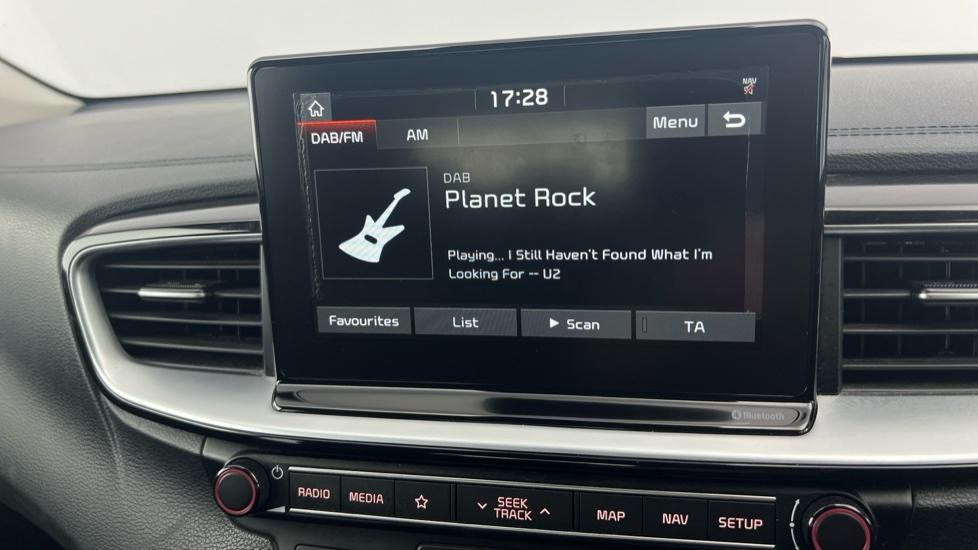 17:28
NAV
DAB/FM
AM
Menu
DAB
Planet Rock
Playing... I Still Haven't Found What I'm
Looking For -- U2
Favourites
List
Scan
TA
Bluetooth
RADIO
MEDIA
SEEK
TRACK
MAP
NAV
SETUP